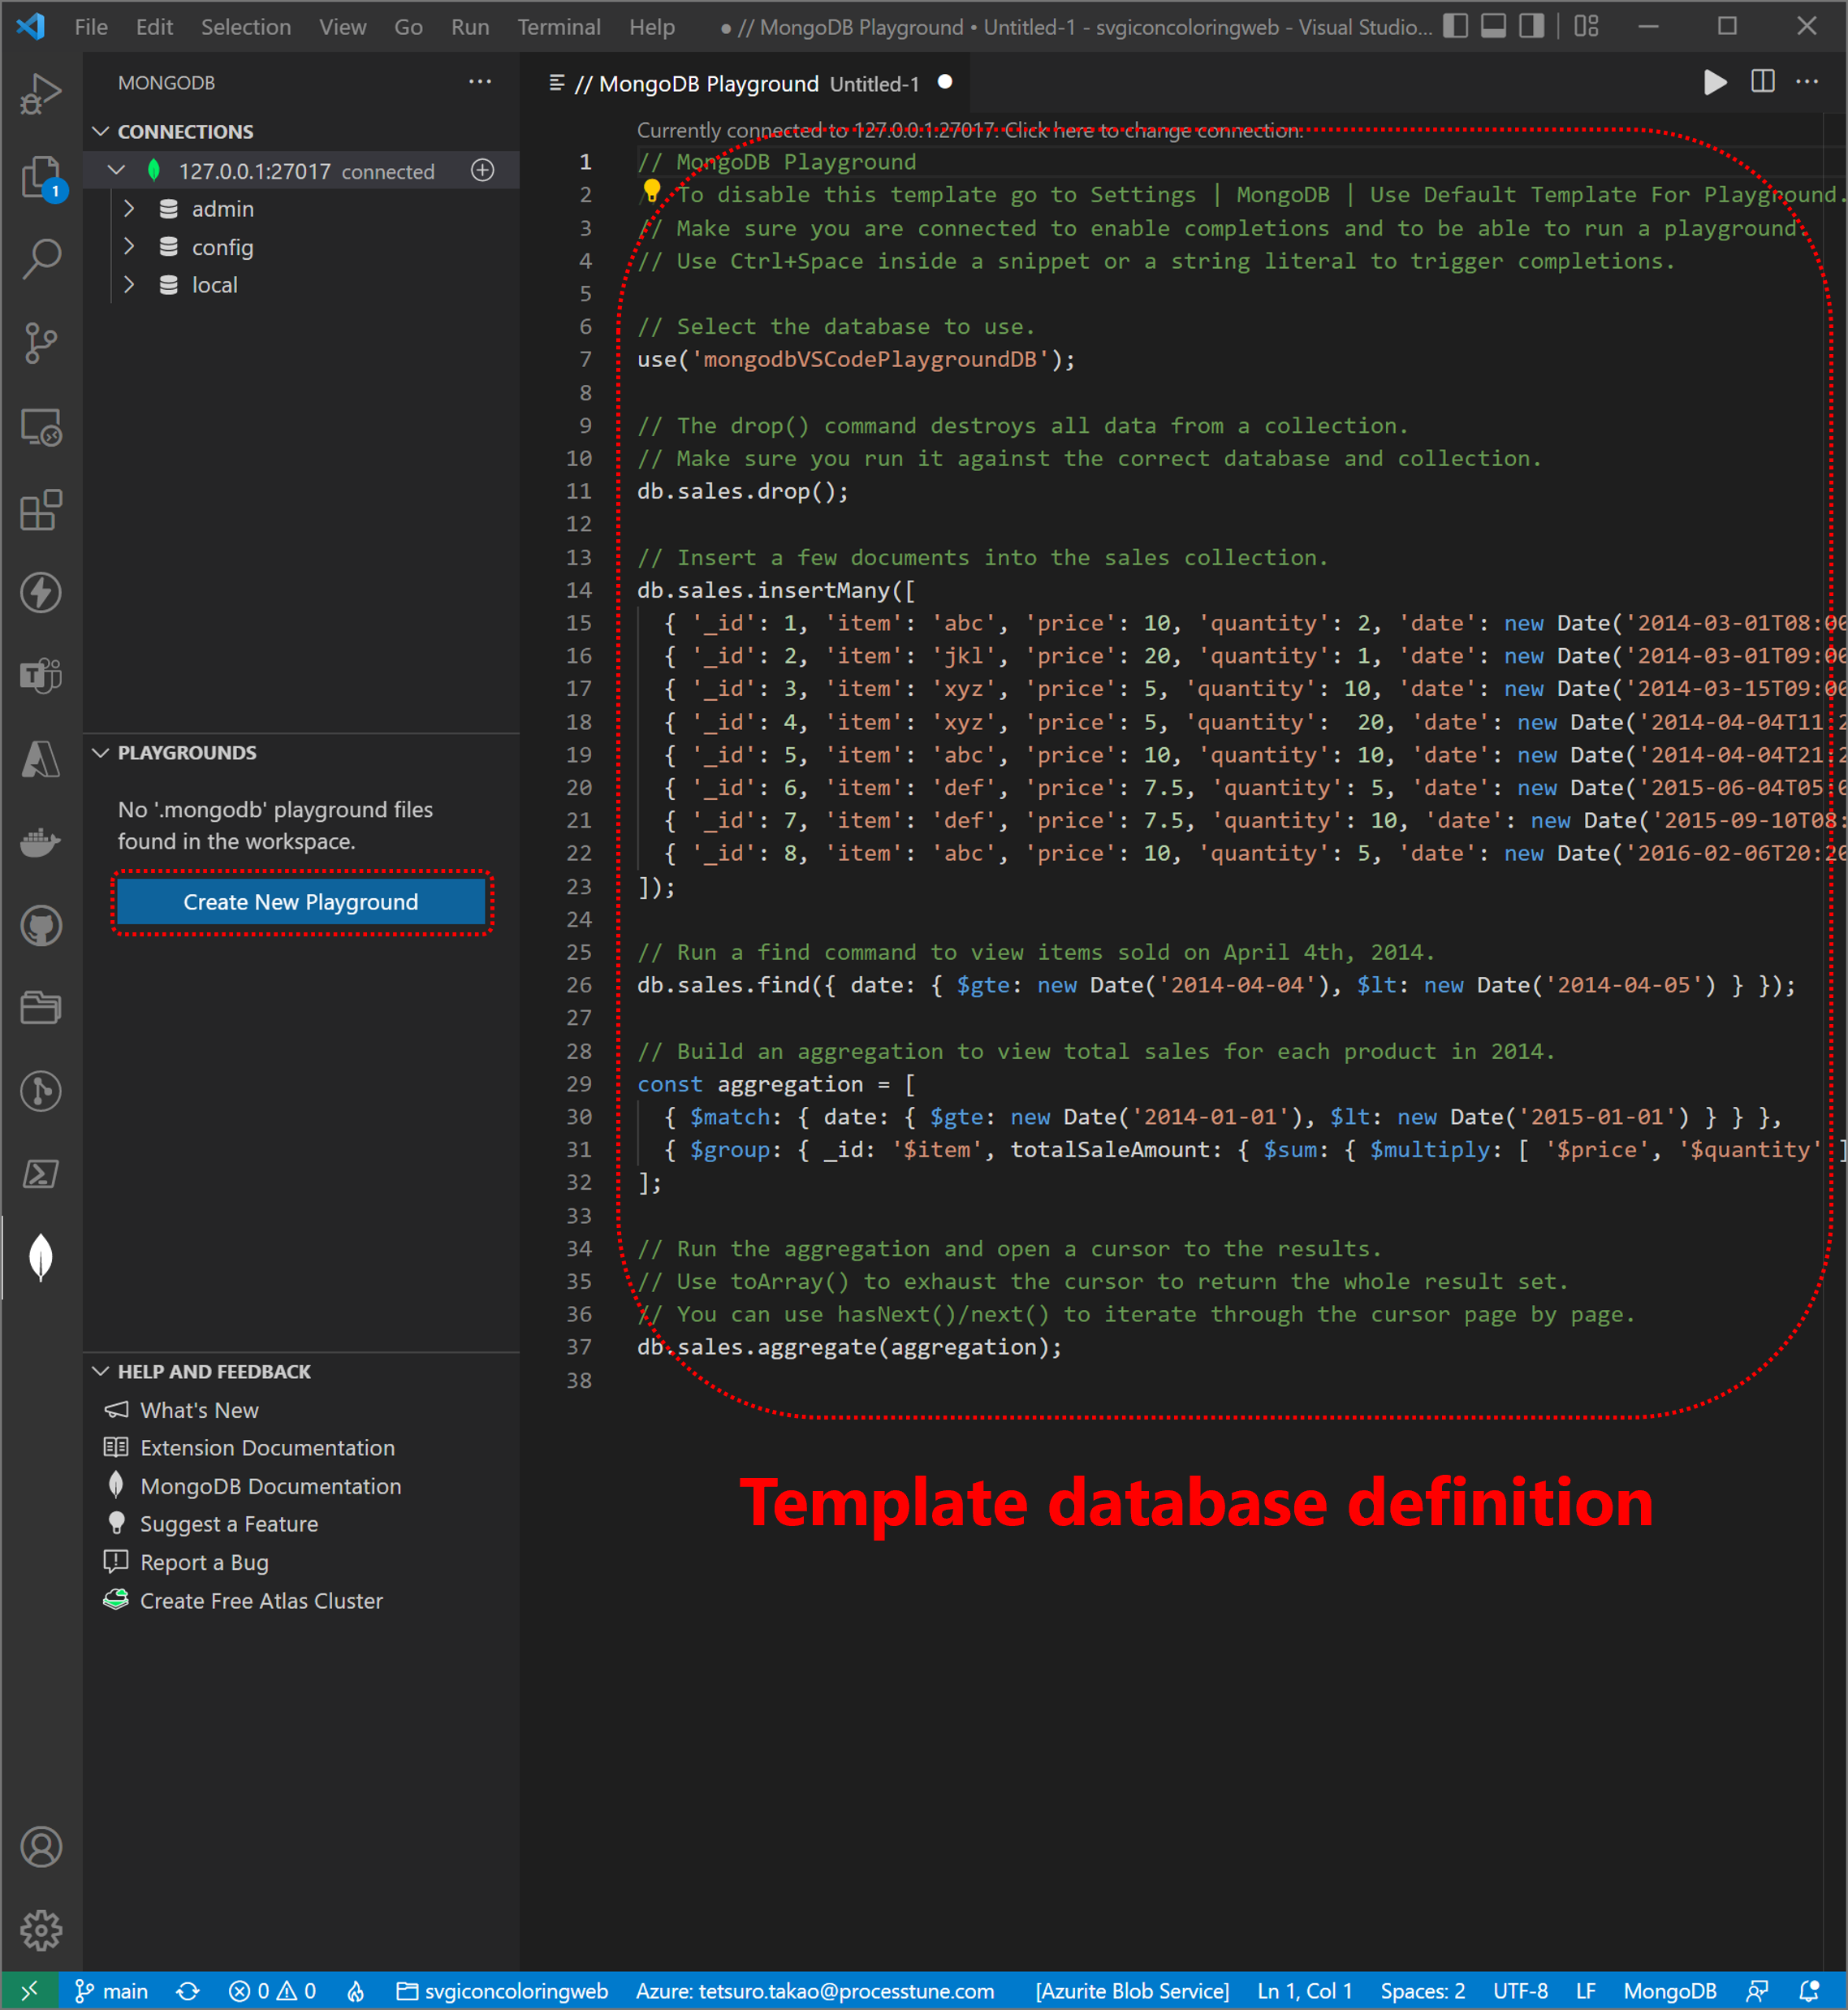 File Edit Selection View Go Run Terminal Help ● // MongoDB Playground • Untitled-1 - svgiconcoloringweb - Visual Studio...
MONGODB
CONNECTIONS
127.0.0.1:27017 connected
admin
config
local
PLAYGROUNDS
No '.mongodb' playground files
found in the workspace.
Create New Playground
HELP AND FEEDBACK
What's New
Extension Documentation
MongoDB Documentation
Suggest a Feature
Report a Bug
Create Free Atlas Cluster
1
// MongoDB Playground Untitled-1
Currently connected to 127.0.0.1:27017. Click here to change connection.
1 // MongoDB Playground
2 // To disable this template go to Settings | MongoDB | Use Default Template For Playground.
3 // Make sure you are connected to enable completions and to be able to run a playground.
4 // Use Ctrl+Space inside a snippet or a string literal to trigger completions.
5
6 // Select the database to use.
7 use('mongodbVSCodePlaygroundDB');
8
9 // The drop() command destroys all data from a collection.
10 // Make sure you run it against the correct database and collection.
11 db.sales.drop();
12
13 // Insert a few documents into the sales collection.
14 db.sales.insertMany([
15 { '_id': 1, 'item': 'abc', 'price': 10, 'quantity': 2, 'date': new Date('2014-03-01T08:00
16 { '_id': 2, 'item': 'jkl', 'price': 20, 'quantity': 1, 'date': new Date('2014-03-01T09:00
17 { '_id': 3, 'item': 'xyz', 'price': 5, 'quantity': 10, 'date': new Date('2014-03-15T09:00
18 { '_id': 4, 'item': 'xyz', 'price': 5, 'quantity':  20, 'date': new Date('2014-04-04T11:2
19 { '_id': 5, 'item': 'abc', 'price': 10, 'quantity': 10, 'date': new Date('2014-04-04T21:2
20 { '_id': 6, 'item': 'def', 'price': 7.5, 'quantity': 5, 'date': new Date('2015-06-04T05:0
21 { '_id': 7, 'item': 'def', 'price': 7.5, 'quantity': 10, 'date': new Date('2015-09-10T08:
22 { '_id': 8, 'item': 'abc', 'price': 10, 'quantity': 5, 'date': new Date('2016-02-06T20:20
23 ]);
24
25 // Run a find command to view items sold on April 4th, 2014.
26 db.sales.find({ date: { $gte: new Date('2014-04-04'), $lt: new Date('2014-04-05') } });
27
28 // Build an aggregation to view total sales for each product in 2014.
29 const aggregation = [
30 { $match: { date: { $gte: new Date('2014-01-01'), $lt: new Date('2015-01-01') } } },
31 { $group: { _id: '$item', totalSaleAmount: { $sum: { $multiply: [ '$price', '$quantity' ]
32 ];
33
34 // Run the aggregation and open a cursor to the results.
35 // Use toArray() to exhaust the cursor to return the whole result set.
36 // You can use hasNext()/next() to iterate through the cursor page by page.
37 db.sales.aggregate(aggregation);
38
Template database definition
main 0 0 svgiconcoloringweb Azure: tetsuro.takao@processtune.com [Azurite Blob Service] Ln 1, Col 1 Spaces: 2 UTF-8 LF MongoDB